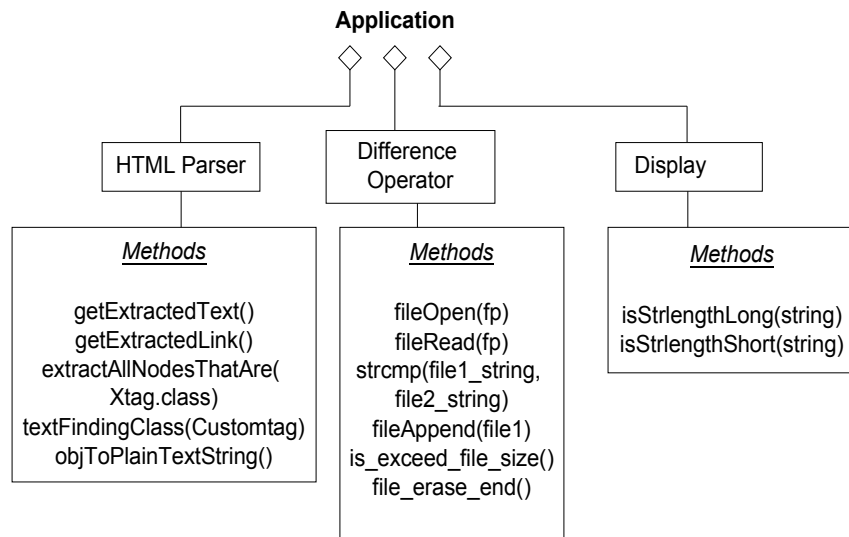 Application
HTML Parser
Difference
Operator
Display
Methods
getExtractedText()
getExtractedLink()
extractAllNodesThatAre(
Xtag.class)
textFindingClass(Customtag)
objToPlainTextString()
Methods
fileOpen(fp)
fileRead(fp)
strcmp(file1_string,
file2_string)
fileAppend(file1)
is_exceed_file_size()
file_erase_end()
Methods
isStrlengthLong(string)
isStrlengthShort(string)